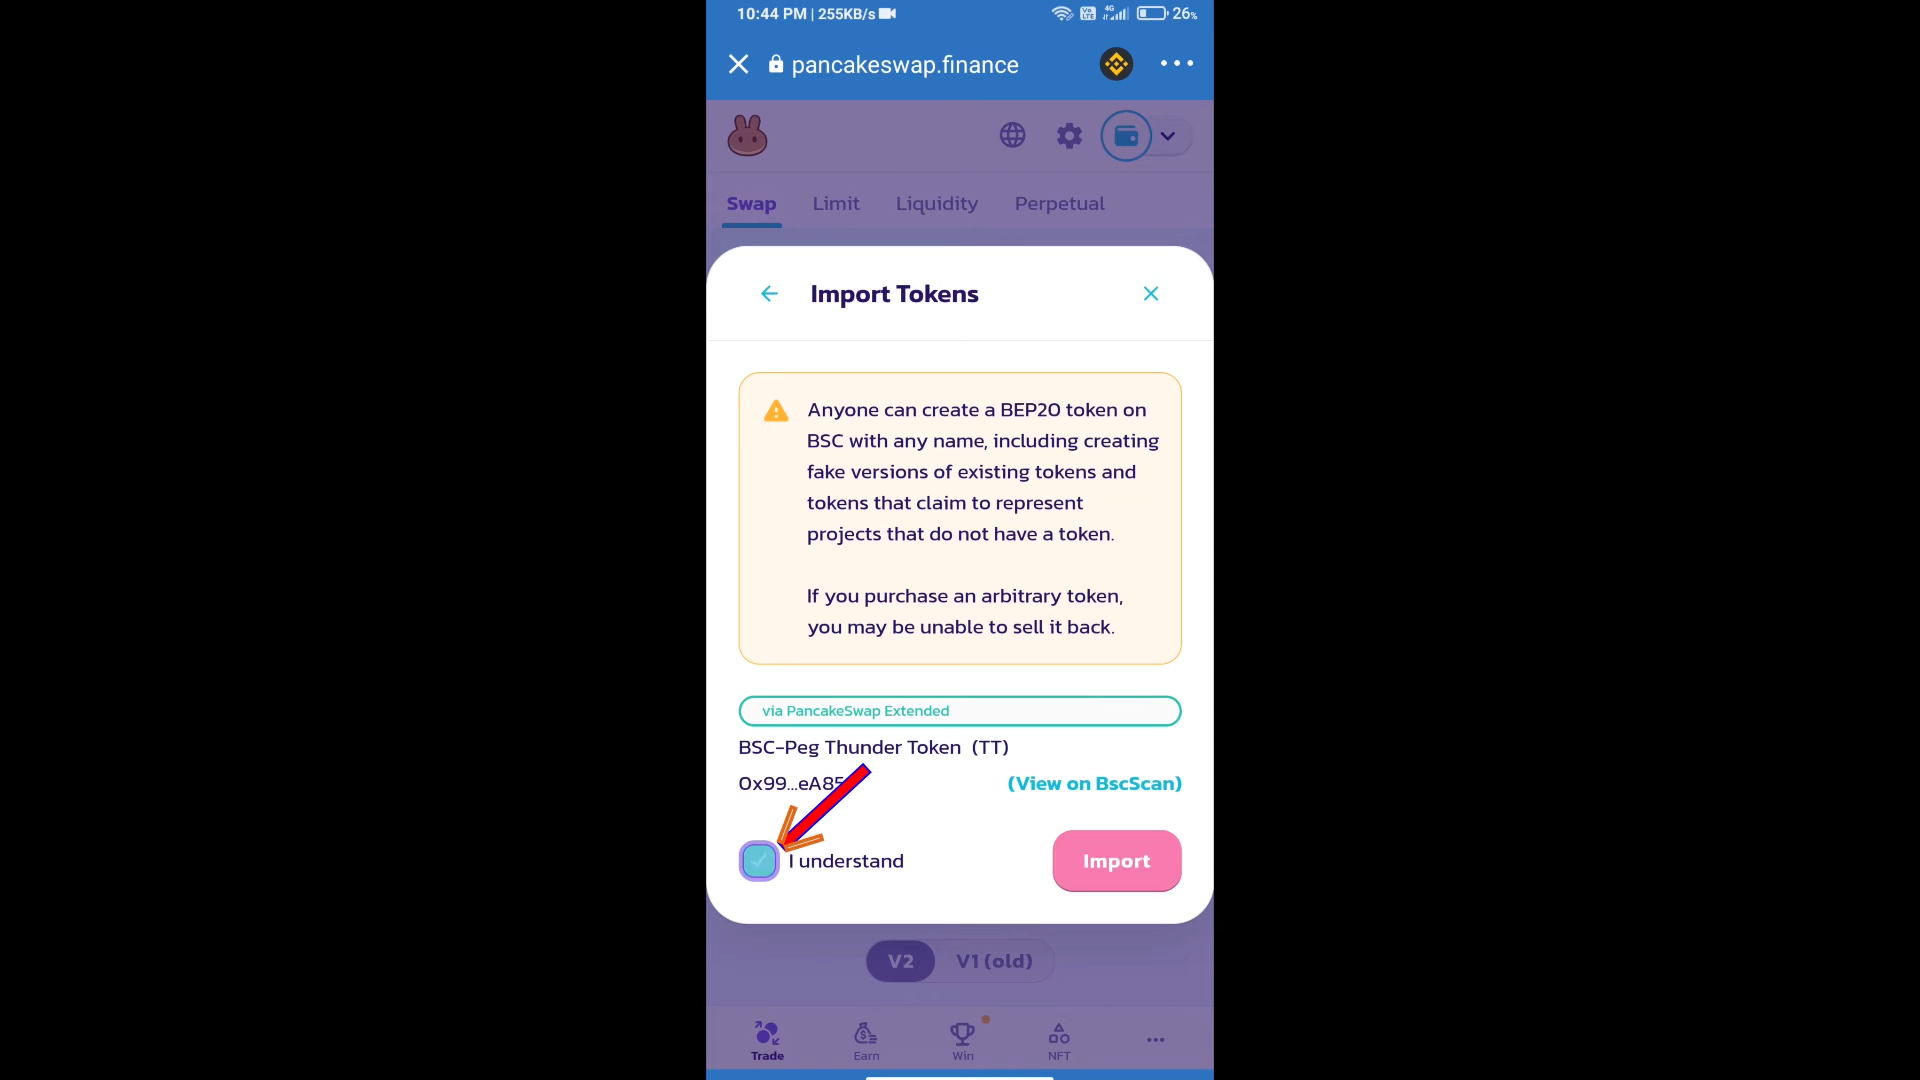 10:44 PM | 255KB/s
Vo LTE 4G 26%
pancakeswap.finance
Swap Limit Liquidity Perpetual
Import Tokens
Anyone can create a BEP20 token on
BSC with any name, including creating
fake versions of existing tokens and
tokens that claim to represent
projects that do not have a token.
If you purchase an arbitrary token,
you may be unable to sell it back.
via PancakeSwap Extended
BSC-Peg Thunder Token (TT)
0x99...eA85
(View on BscScan)
I understand
Import
V2 V1 (old)
Trade Earn Win NFT